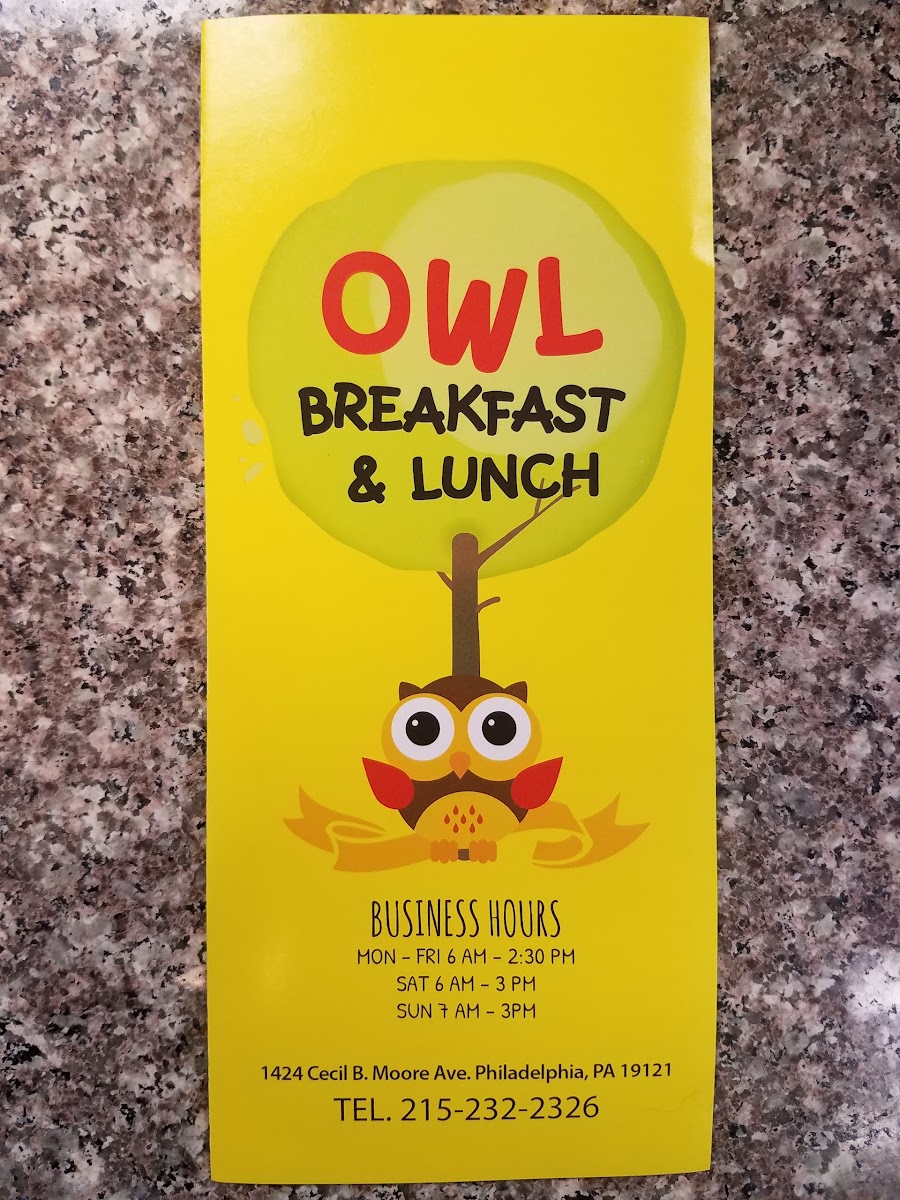 OWL
BREAKFAST
& LUNCH
BUSINESS HOURS
MON - FRI 6 AM - 2:30 PM
SAT 6 AM - 3 PM
SUN 7 AM - 3PM
1424 Cecil B. Moore Ave. Philadelphia, PA 19121
TEL. 215-232-2326